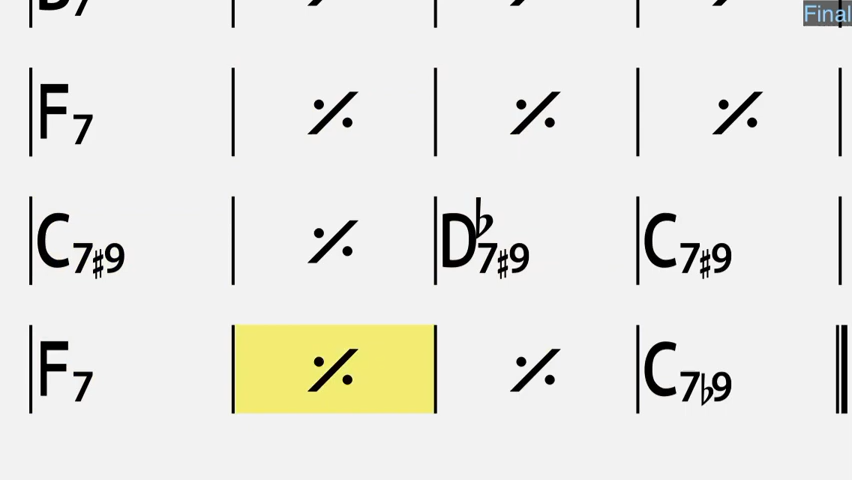 Final
F7 | 𝄎 | 𝄎 | 𝄎
C7♯9 | 𝄎 | D♭7♯9 | C7♯9
F7 | 𝄎 | 𝄎 | C7♭9